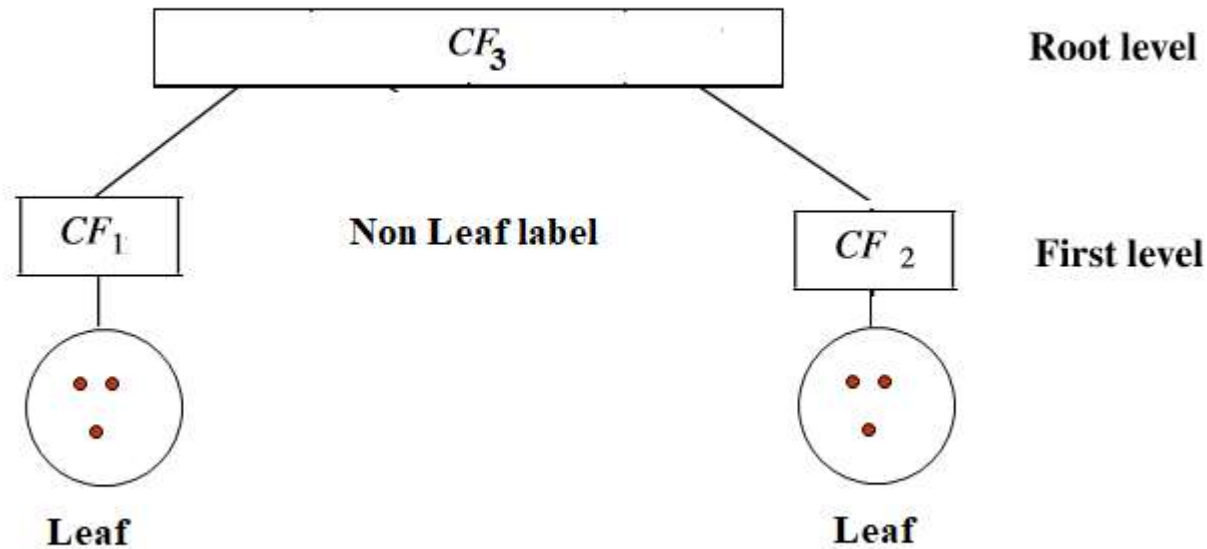 CF3
Root level
CF1
Non Leaf label
CF 2
First level
Leaf
Leaf